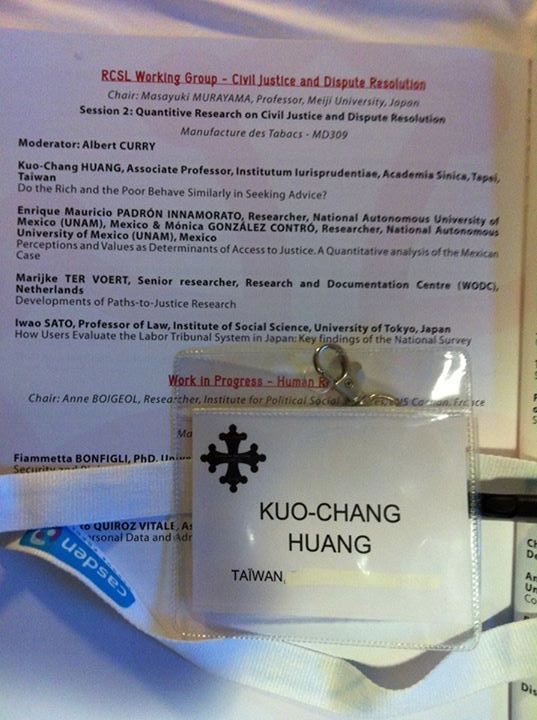 RCSL Working Group - Civil Justice and Dispute Resolution
Chair: Masayuki MURAYAMA, Professor, Meiji University, Japan
Session 2: Quantitive Research on Civil Justice and Dispute Resolution
Manufacture des Tabacs - MD309
Moderator: Albert CURRY
Kuo-Chang HUANG, Associate Professor, Institutum Iurisprudentiae, Academia Sinica, Tapei,
Taiwan
Do the Rich and the Poor Behave Similarly in Seeking Advice?
Enrique Mauricio PADRÓN INNAMORATO, Researcher, National Autonomous University of
Mexico (UNAM), Mexico & Mónica GONZÁLEZ CONTRÓ, Researcher, National Autonomous
University of Mexico (UNAM), Mexico
Perceptions and Values as Determinants of Access to Justice. A Quantitative analysis of the Mexican
Case
Marijke TER VOERT, Senior researcher, Research and Documentation Centre (WODC),
Netherlands
Developments of Paths-to-Justice Research
Iwao SATO, Professor of Law, Institute of Social Science, University of Tokyo, Japan
How Users Evaluate the Labor Tribunal System in Japan: Key findings of the National Survey
Work in Progress - Human
Chair: Anne BOIGEOL, Researcher, Institute for Political Social Cachan, France
Fiammetta BONFIGLI, PhD,
Security and
QUIROZ VITALE,
Personal Data and
KUO-CHANG
HUANG
TAÏWAN,
casden